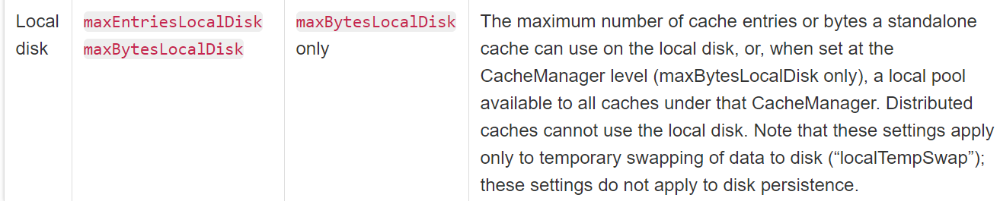 Local
disk
maxEntriesLocalDisk
maxBytesLocalDisk
maxBytesLocalDisk
only
The maximum number of cache entries or bytes a standalone
cache can use on the local disk, or, when set at the
CacheManager level (maxBytesLocalDisk only), a local pool
available to all caches under that CacheManager. Distributed
caches cannot use the local disk. Note that these settings apply
only to temporary swapping of data to disk (“localTempSwap”);
these settings do not apply to disk persistence.